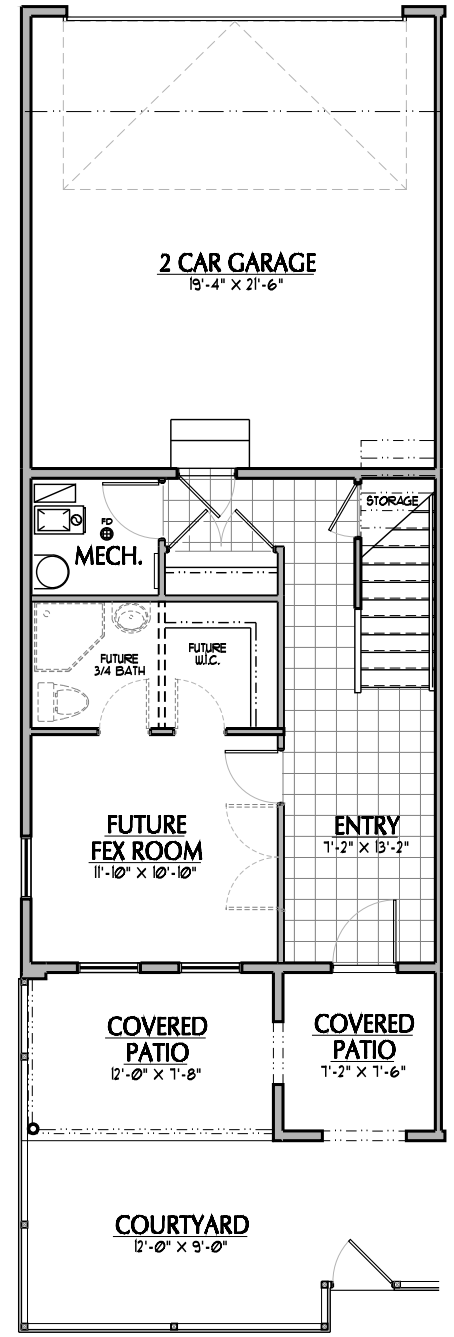 2 CAR GARAGE
19'-4" X 21'-6"
STORAGE
FD
MECH.
FUTURE
3/4 BATH
FUTURE
W.I.C.
FUTURE
FEX ROOM
11'-10" X 10'-10"
ENTRY
7'-2" X 13'-2"
COVERED
PATIO
12'-0" X 7'-8"
COVERED
PATIO
7'-2" X 7'-6"
COURTYARD
12'-0" X 9'-0"